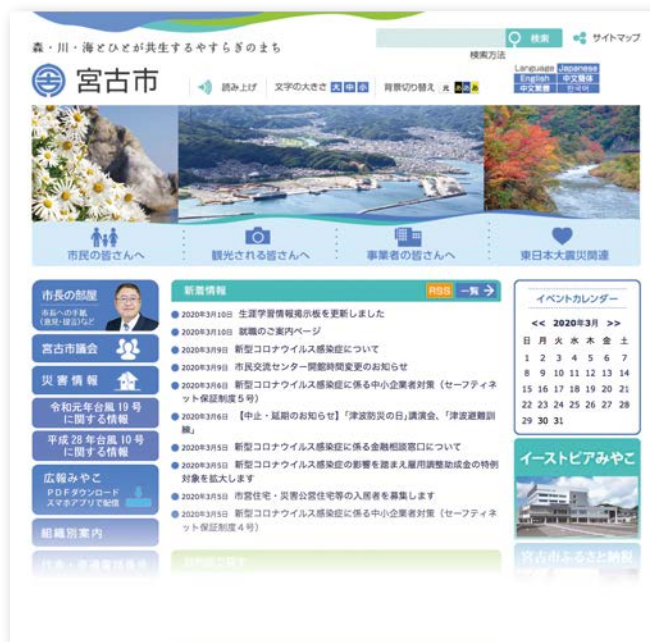 森・川・海とひとが共生するやすらぎのまち
検索
サイトマップ
検索方法
宮古市
読み上げ
文字の大きさ 大 中 小
背景切り替え 元 あ あ あ
Language Japanese
English 中文简体
中文繁體 한국어
市民の皆さんへ
観光される皆さんへ
事業者の皆さんへ
東日本大震災関連
市長の部屋
市長への手紙
(意見・提言)など
宮古市議会
災害情報
令和元年台風19号
に関する情報
平成28年台風10号
に関する情報
広報みやこ
PDFダウンロード
スマホアプリで配信
組織別案内
新着情報
RSS
一覧
2020年3月10日 生涯学習情報掲示板を更新しました
2020年3月10日 就職のご案内ページ
2020年3月9日 新型コロナウイルス感染症について
2020年3月9日 市民交流センター開館時間変更のお知らせ
2020年3月6日 新型コロナウイルス感染症に係る中小企業者対策（セーフティネ
ット保証制度5号）
2020年3月6日 【中止・延期のお知らせ】「津波防災の日」講演会、「津波避難訓
練」
2020年3月5日 新型コロナウイルス感染症に係る金融相談窓口について
2020年3月5日 新型コロナウイルス感染症の影響を踏まえ雇用調整助成金の特例
対象を拡大します
2020年3月5日 市営住宅・災害公営住宅等の入居者を募集します
2020年3月5日 新型コロナウイルス感染症に係る中小企業者対策（セーフティネ
ット保証制度4号）
イベントカレンダー
<< 2020年3月 >>
日 月 火 水 木 金 土
1 2 3 4 5 6 7
8 9 10 11 12 13 14
15 16 17 18 19 20 21
22 23 24 25 26 27 28
29 30 31
イーストピアみやこ
宮古市ふるさと納税